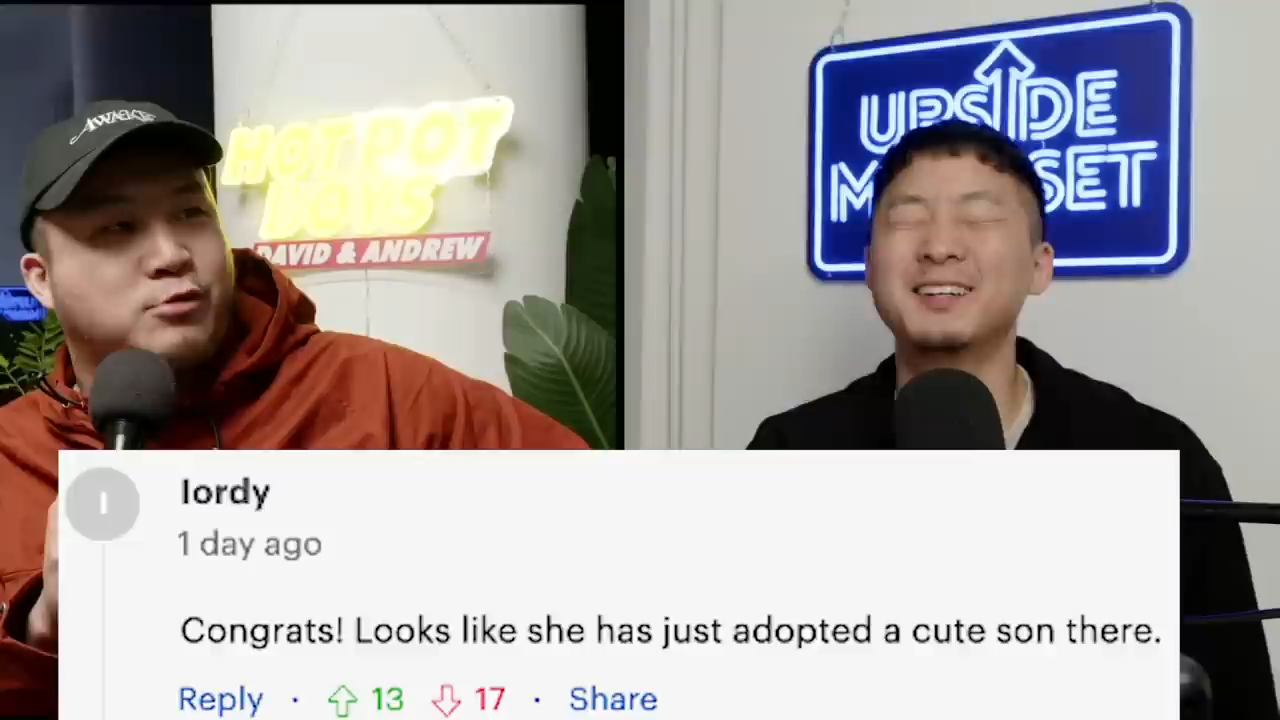 AWAKE
HOT POT
BOYS
DAVID & ANDREW
UPSIDE
lordy
1 day ago
Congrats! Looks like she has just adopted a cute son there.
Reply · 13 17 · Share